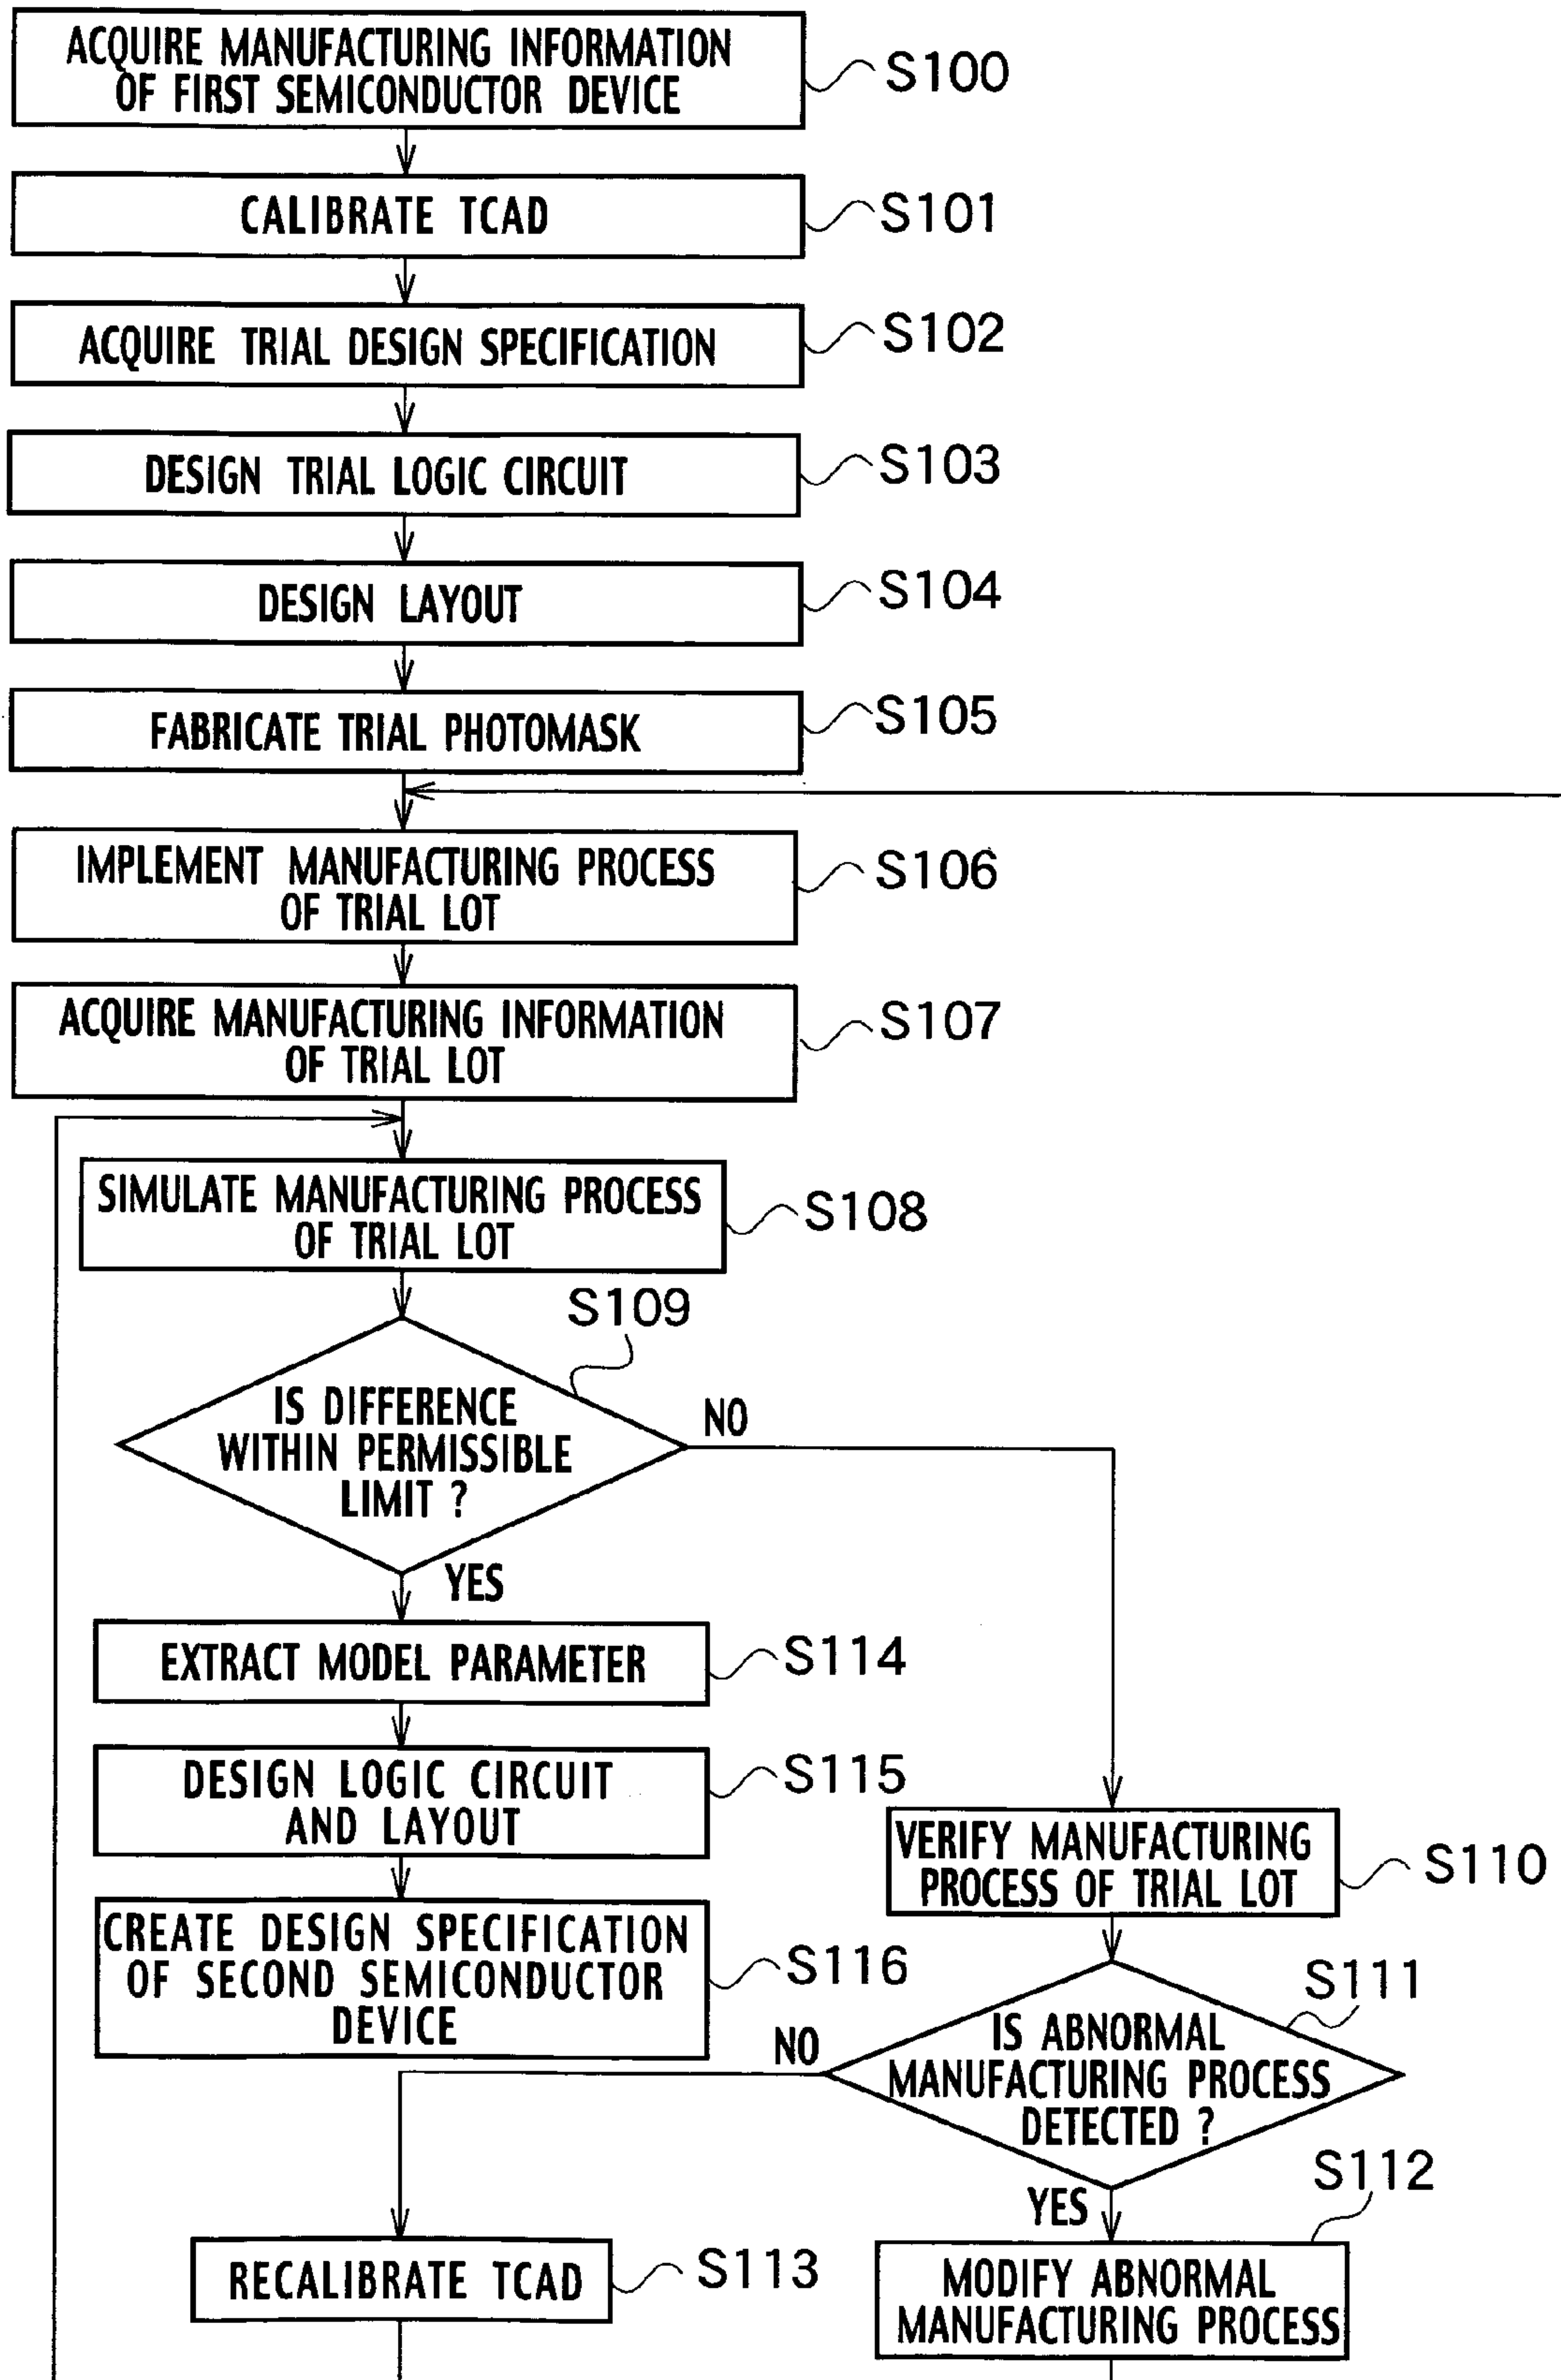 ACQUIRE MANUFACTURING INFORMATION
OF FIRST SEMICONDUCTOR DEVICE
S100
CALIBRATE TCAD
S101
ACQUIRE TRIAL DESIGN SPECIFICATION
S102
DESIGN TRIAL LOGIC CIRCUIT
S103
DESIGN LAYOUT
S104
FABRICATE TRIAL PHOTOMASK
S105
IMPLEMENT MANUFACTURING PROCESS
OF TRIAL LOT
S106
ACQUIRE MANUFACTURING INFORMATION
OF TRIAL LOT
S107
SIMULATE MANUFACTURING PROCESS
OF TRIAL LOT
S108
S109
IS DIFFERENCE
WITHIN PERMISSIBLE
LIMIT ?
NO
YES
EXTRACT MODEL PARAMETER
S114
DESIGN LOGIC CIRCUIT
AND LAYOUT
S115
VERIFY MANUFACTURING
PROCESS OF TRIAL LOT
S110
CREATE DESIGN SPECIFICATION
OF SECOND SEMICONDUCTOR
DEVICE
S116
S111
IS ABNORMAL
MANUFACTURING PROCESS
DETECTED ?
NO
YES
S112
RECALIBRATE TCAD
S113
MODIFY ABNORMAL
MANUFACTURING PROCESS